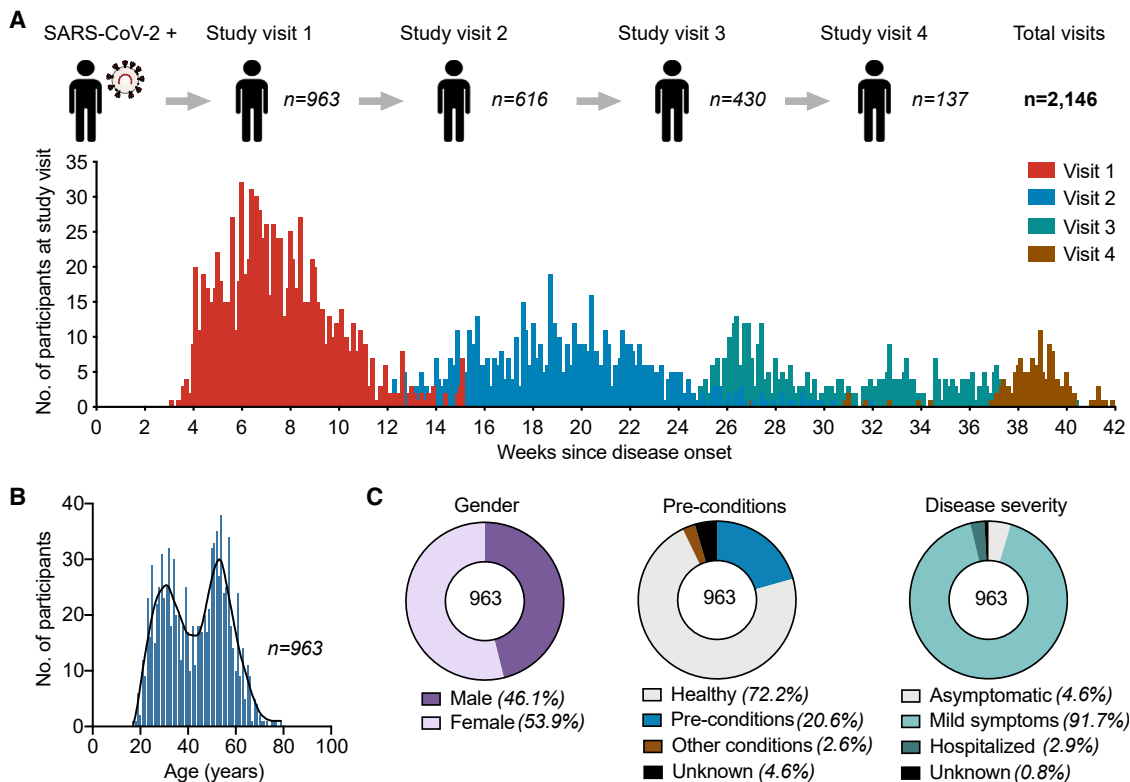 A
SARS-CoV-2 + Study visit 1 Study visit 2 Study visit 3 Study visit 4 Total visits
n=963 n=616 n=430 n=137 n=2,146
No. of participants at study visit
35
30
25
20
15
10
5
0
Visit 1
Visit 2
Visit 3
Visit 4
0 2 4 6 8 10 12 14 16 18 20 22 24 26 28 30 32 34 36 38 40 42
Weeks since disease onset
B
No. of participants
40
30
20
10
0
n=963
0 20 40 60 80 100
Age (years)
C
Gender
963
Male (46.1%)
Female (53.9%)
Pre-conditions
963
Healthy (72.2%)
Pre-conditions (20.6%)
Other conditions (2.6%)
Unknown (4.6%)
Disease severity
963
Asymptomatic (4.6%)
Mild symptoms (91.7%)
Hospitalized (2.9%)
Unknown (0.8%)